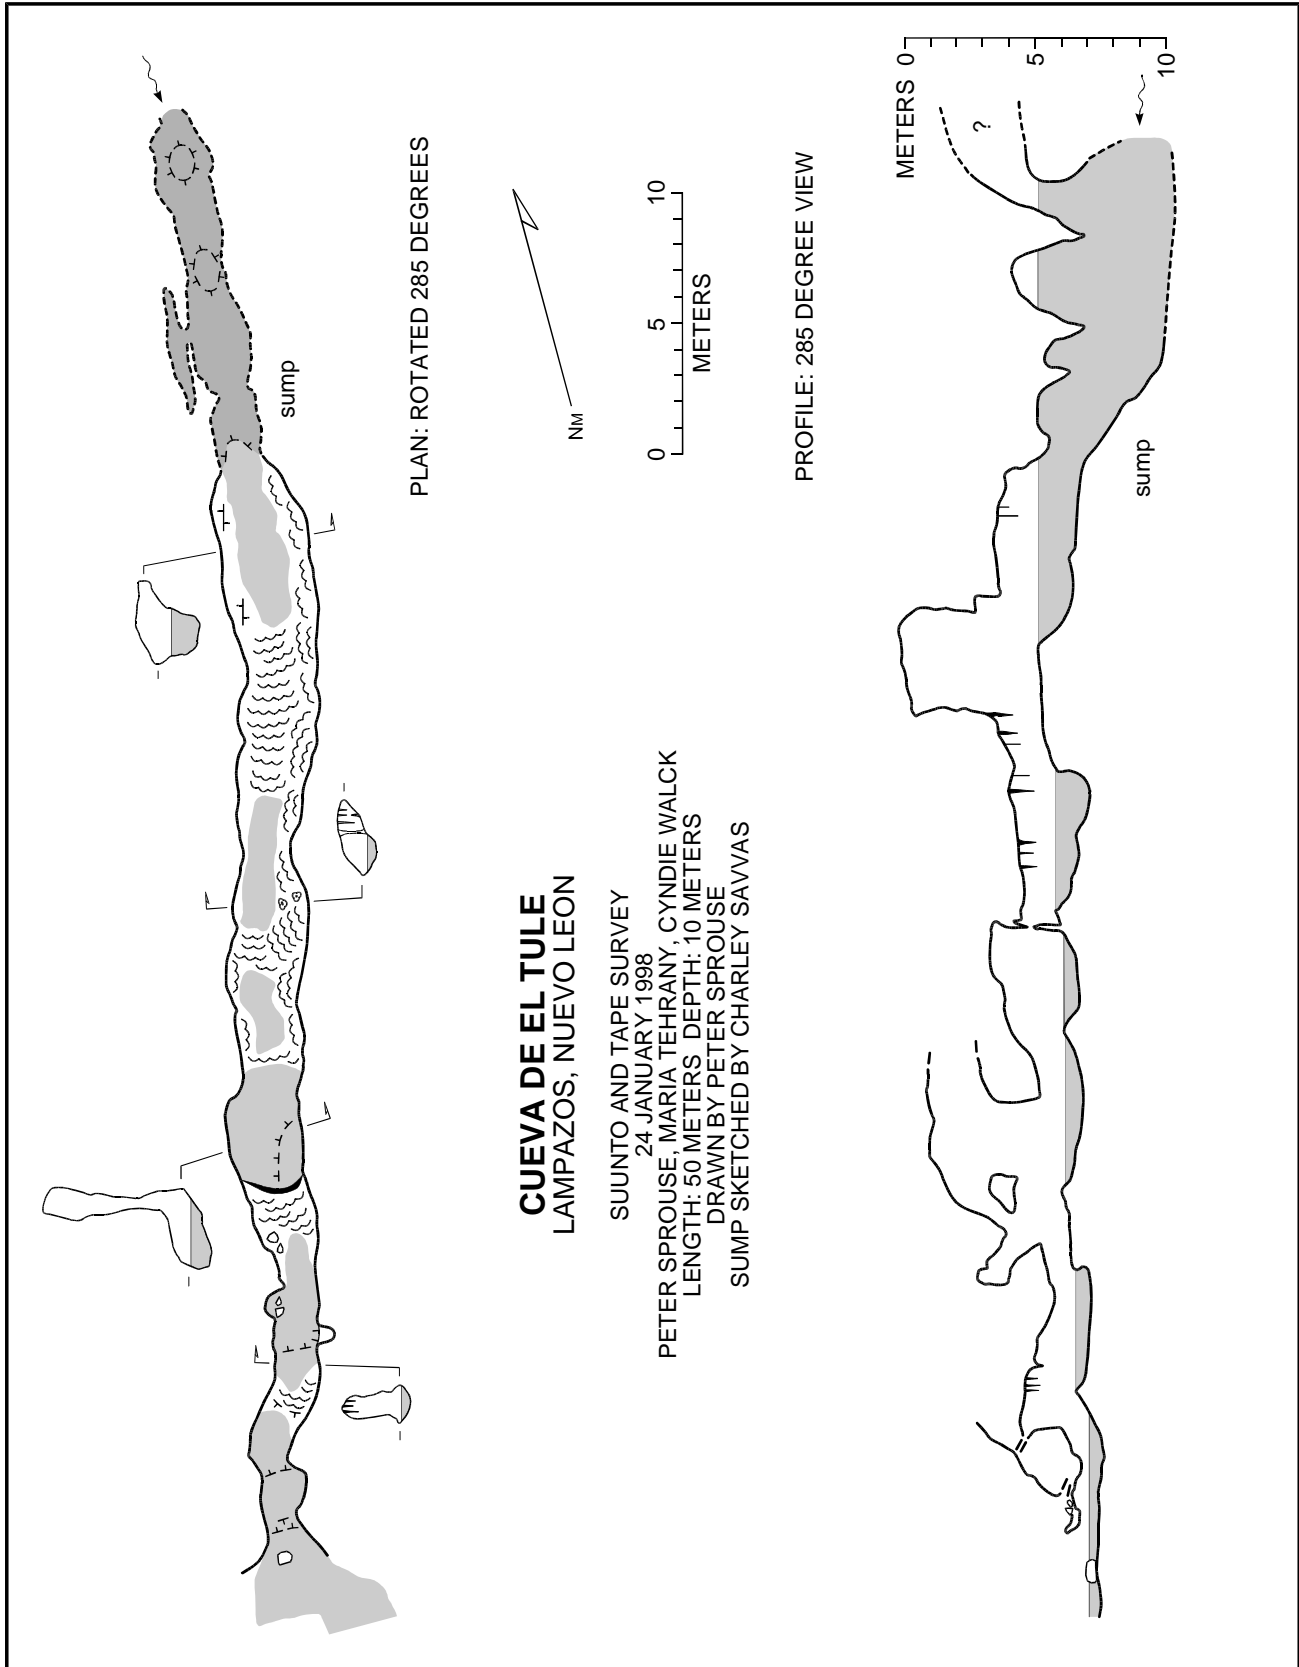 PLAN: ROTATED 285 DEGREES
sump
NM
0 5 10
METERS
CUEVA DE EL TULE
LAMPAZOS, NUEVO LEON
SUUNTO AND TAPE SURVEY
24 JANUARY 1998
PETER SPROUSE, MARIA TEHRANY, CYNDIE WALCK
LENGTH: 50 METERS DEPTH: 10 METERS
DRAWN BY PETER SPROUSE
SUMP SKETCHED BY CHARLEY SAVVAS
PROFILE: 285 DEGREE VIEW
METERS 0
5
10
?
sump